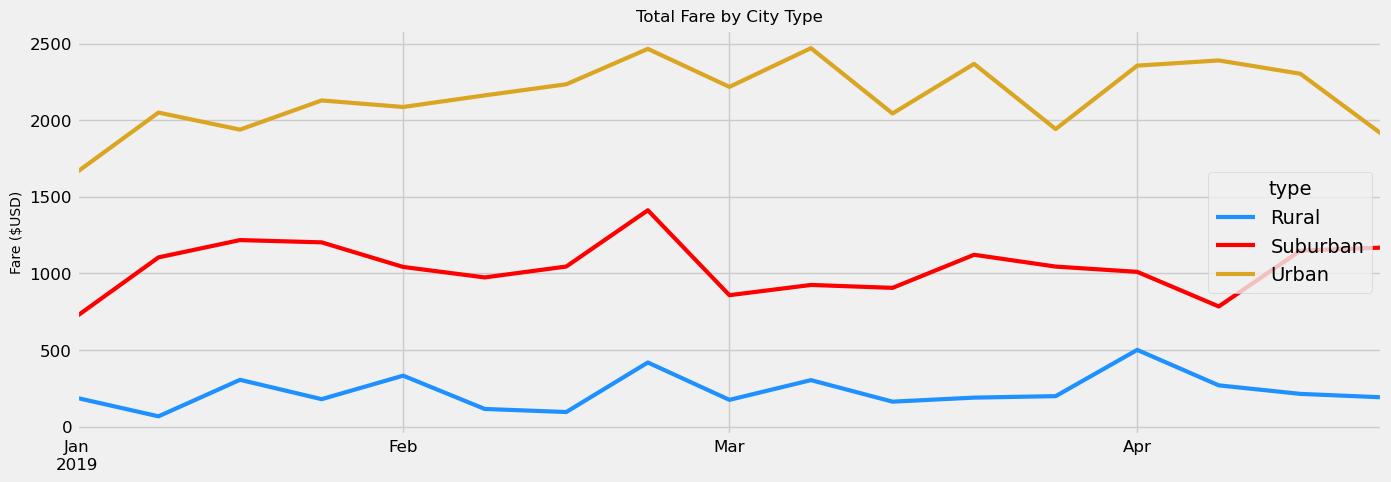 Total Fare by City Type
Fare ($USD)
2500
2000
1500
1000
500
0
Jan
2019
Feb
Mar
Apr
type
Rural
Suburban
Urban